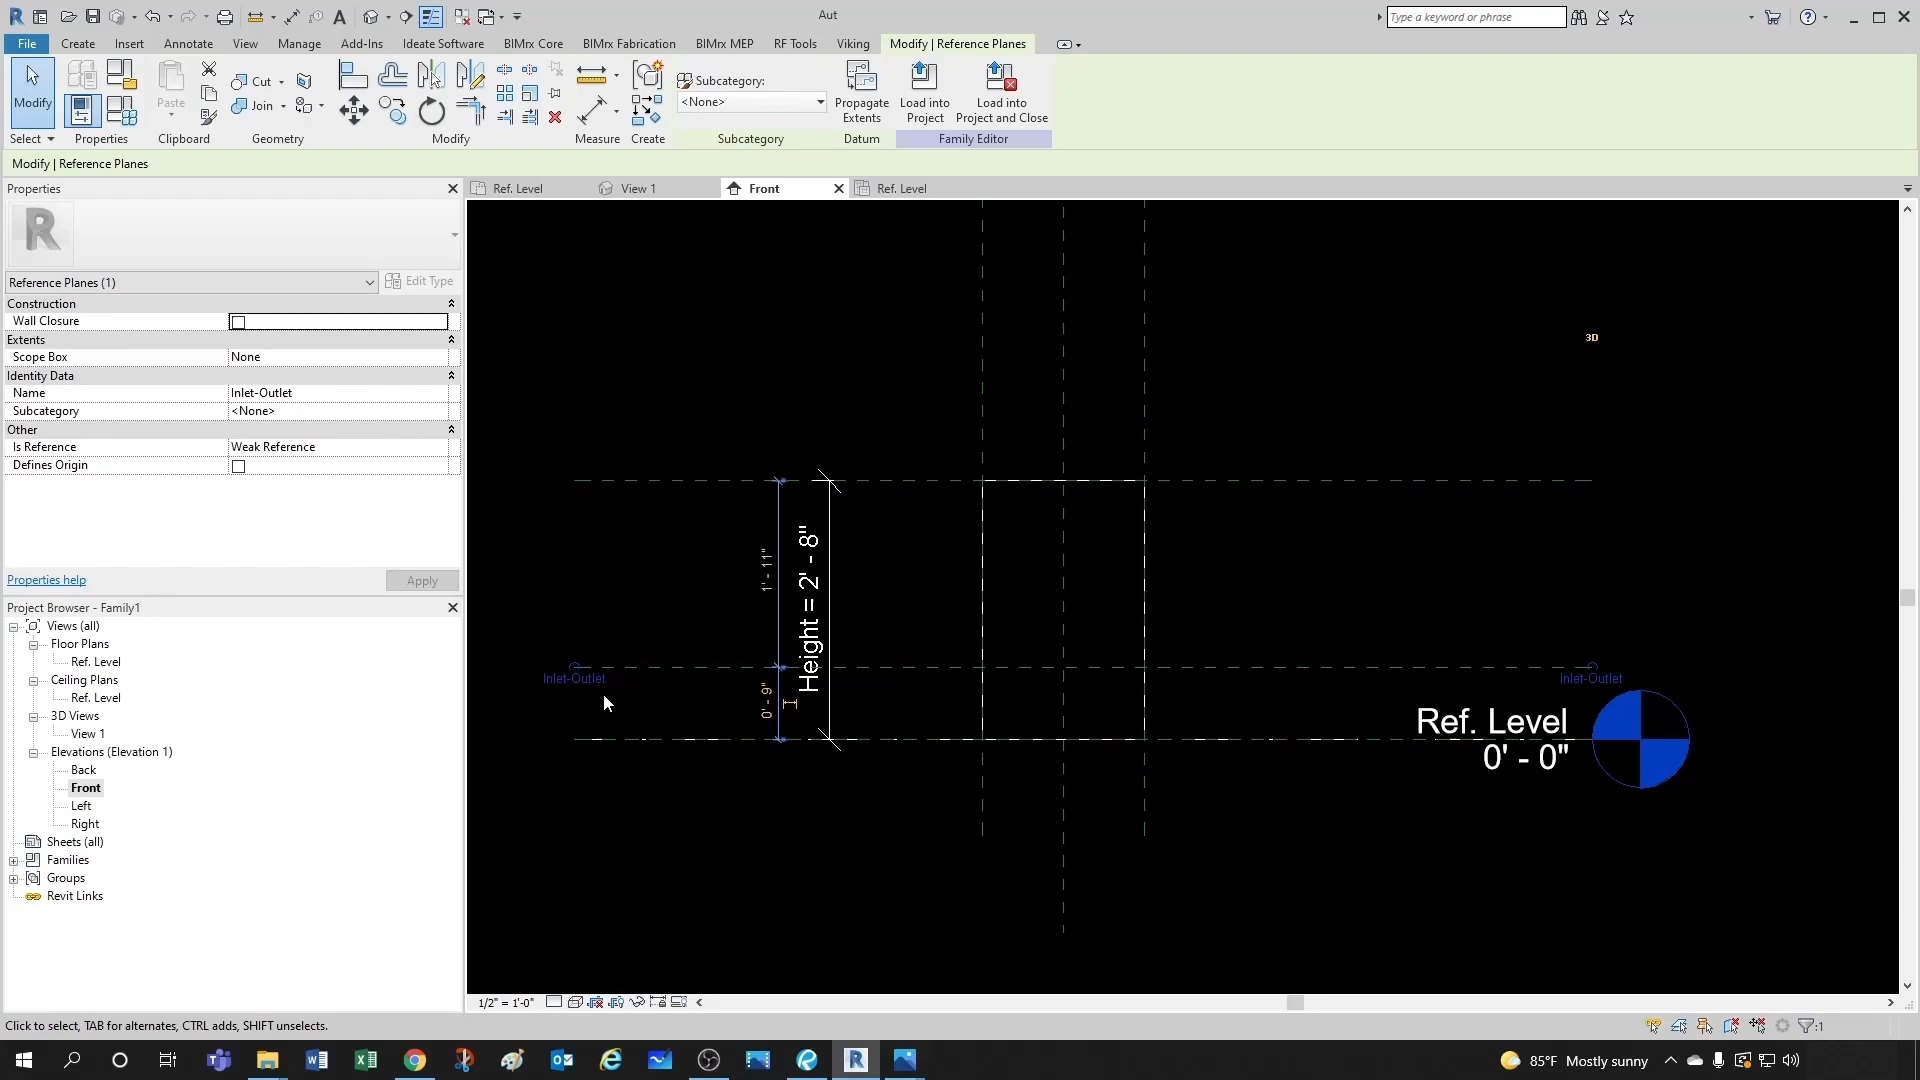 Aut
Type a keyword or phrase
File Create Insert Annotate View Manage Add-Ins Ideate Software BIMrx Core BIMrx Fabrication BIMrx MEP RF Tools Viking Modify | Reference Planes
Modify
Paste
Cut
Join
Subcategory:
<None>
Propagate Extents
Load into Project
Load into Project and Close
Select Properties Clipboard Geometry Modify Measure Create Subcategory Datum Family Editor
Modify | Reference Planes
Properties
Ref. Level View 1 Front Ref. Level
R
Reference Planes (1)
Edit Type
Construction
Wall Closure
Extents
Scope Box None
Identity Data
Name Inlet-Outlet
Subcategory <None>
Other
Is Reference Weak Reference
Defines Origin
Properties help
Apply
3D
1' - 11"
Height = 2' - 8"
0' - 9"
Inlet-Outlet
Inlet-Outlet
Ref. Level
0' - 0"
Project Browser - Family1
Views (all)
Floor Plans
Ref. Level
Ceiling Plans
Ref. Level
3D Views
View 1
Elevations (Elevation 1)
Back
Front
Left
Right
Sheets (all)
Families
Groups
Revit Links
1/2" = 1'-0"
Click to select, TAB for alternates, CTRL adds, SHIFT unselects.
:1
85°F Mostly sunny